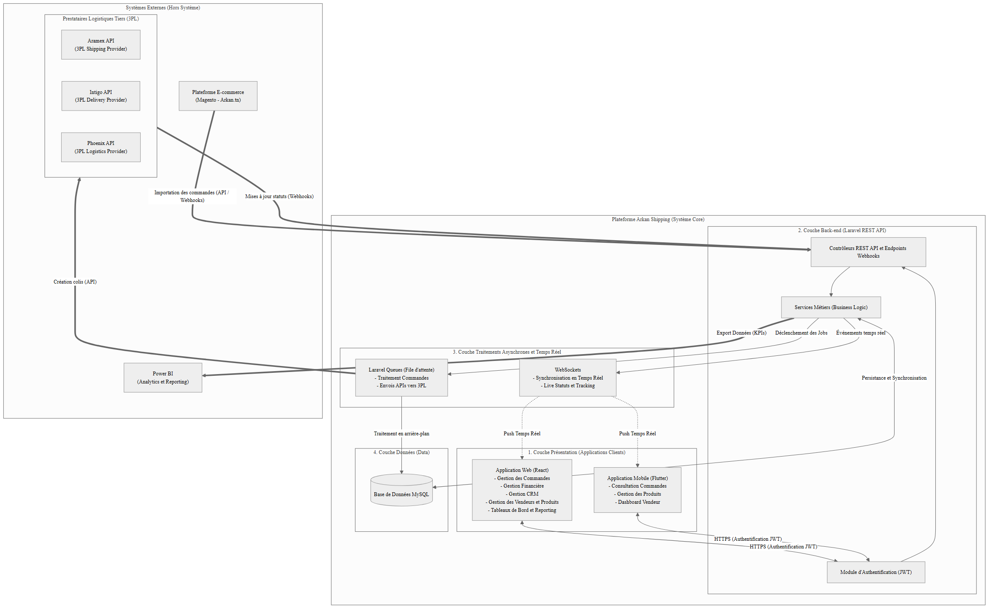 Systèmes Externes (Hors Système)
Prestataires Logistiques Tiers (3PL)
Aramex API
(3PL Shipping Provider)
Intigo API
(3PL Delivery Provider)
Phoenix API
(3PL Logistics Provider)
Plateforme E-commerce
(Magento - Arkan.tn)
Importation des commandes (API /
Webhooks)
Mises à jour statuts (Webhooks)
Création colis (API)
Power BI
(Analytics et Reporting)
Plateforme Arkan Shipping (Système Core)
2. Couche Back-end (Laravel REST API)
Contrôleurs REST API et Endpoints
Webhooks
Services Métiers (Business Logic)
Export Données (KPIs)
Déclenchement des Jobs
Événements temps réel
3. Couche Traitements Asynchrones et Temps Réel
Laravel Queues (File d'attente)
- Traitement Commandes
- Envois APIs vers 3PL
WebSockets
- Synchronisation en Temps Réel
- Live Statuts et Tracking
Persistance et Synchronisation
Traitement en arrière-plan
Push Temps Réel
Push Temps Réel
4. Couche Données (Data)
Base de Données MySQL
1. Couche Présentation (Applications Clients)
Application Web (React)
- Gestion des Commandes
- Gestion Financière
- Gestion CRM
- Gestion des Vendeurs et Produits
- Tableaux de Bord et Reporting
Application Mobile (Flutter)
- Consultation Commandes
- Gestion des Produits
- Dashboard Vendeur
HTTPS (Authentification JWT)
HTTPS (Authentification JWT)
Module d'Authentification (JWT)